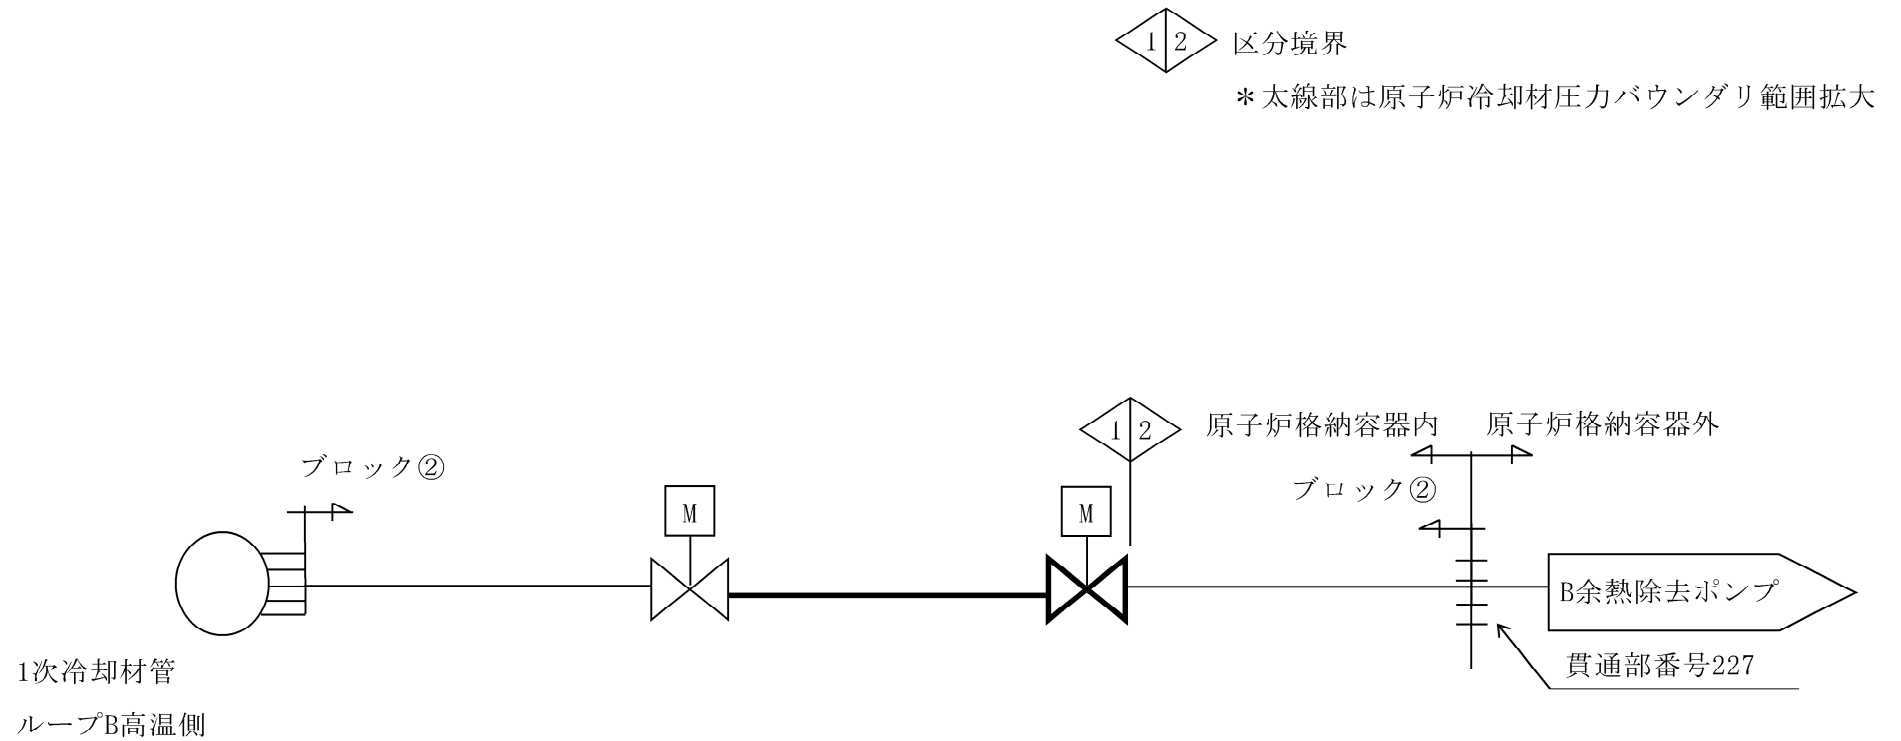 1 2 区分境界
＊太線部は原子炉冷却材圧力バウンダリ範囲拡大
1 2
原子炉格納容器内
原子炉格納容器外
ブロック②
ブロック②
M
M
B余熱除去ポンプ
貫通部番号227
1次冷却材管
ループB高温側